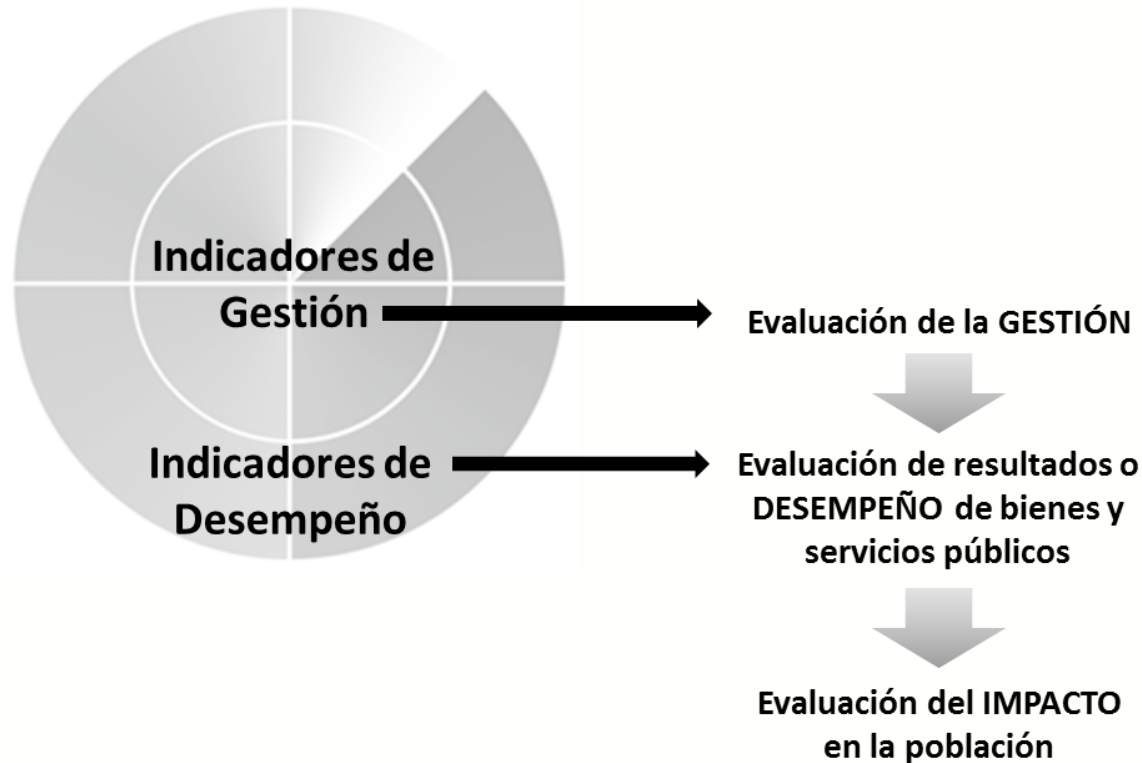 Indicadores de
Gestión
Evaluación de la GESTIÓN
Indicadores de
Desempeño
Evaluación de resultados o
DESEMPEÑO de bienes y
servicios públicos
Evaluación del IMPACTO
en la población